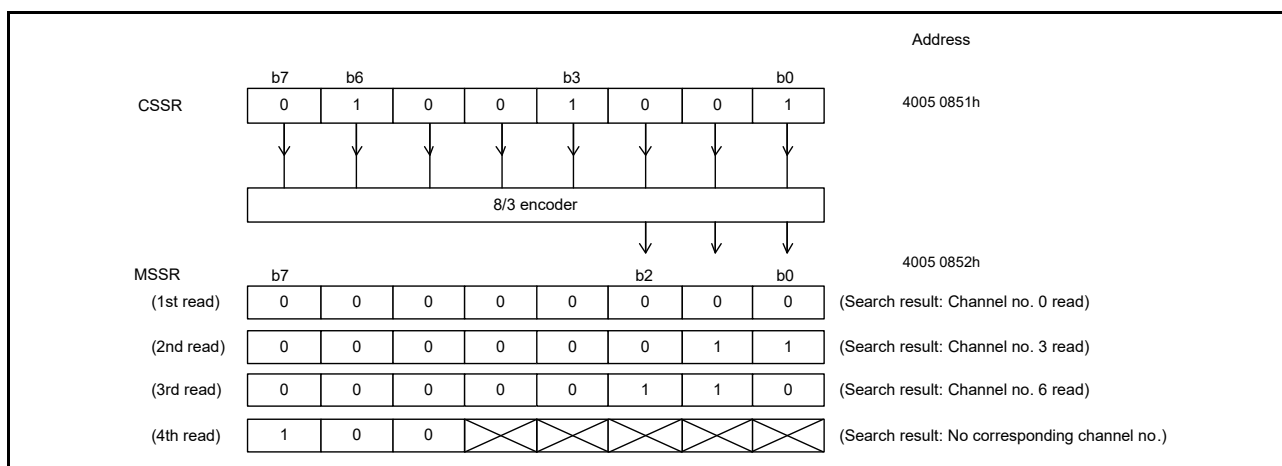 Address
b7 b6 b3 b0
CSSR 0 1 0 0 1 0 0 1 4005 0851h
8/3 encoder
4005 0852h
MSSR b7 b2 b0
(1st read) 0 0 0 0 0 0 0 0 (Search result: Channel no. 0 read)
(2nd read) 0 0 0 0 0 0 1 1 (Search result: Channel no. 3 read)
(3rd read) 0 0 0 0 0 1 1 0 (Search result: Channel no. 6 read)
(4th read) 1 0 0 (Search result: No corresponding channel no.)